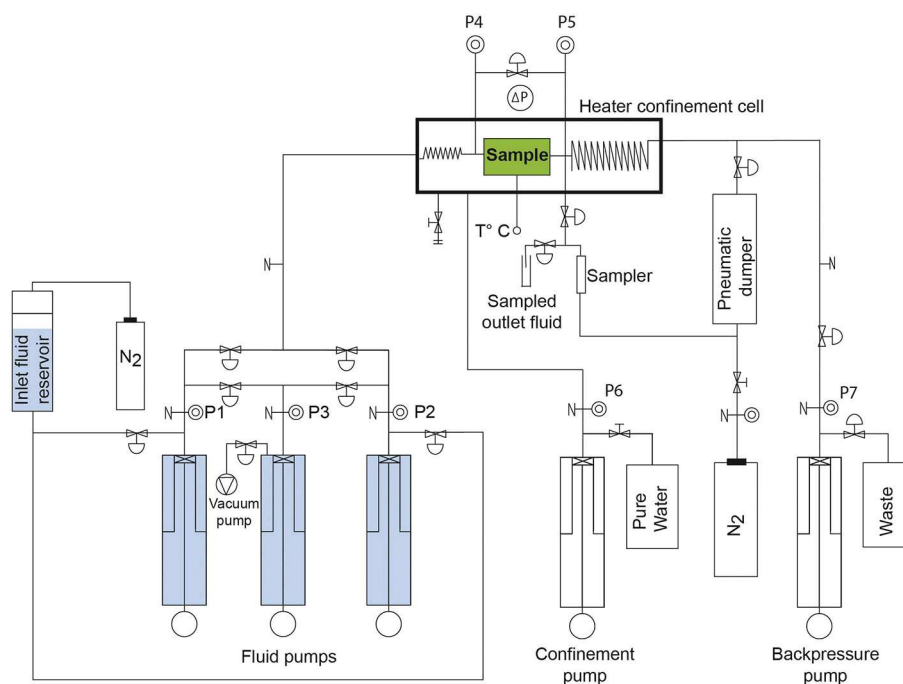 P4
P5
ΔP
Heater confinement cell
Sample
T° C
Sampler
Sampled
outlet fluid
Pneumatic
dumper
N
N
Inlet fluid
reservoir
N2
N
P1
N
P3
N
P2
N
P6
N
P7
Vacuum
pump
Pure
Water
N2
Waste
Fluid pumps
Confinement
pump
Backpressure
pump